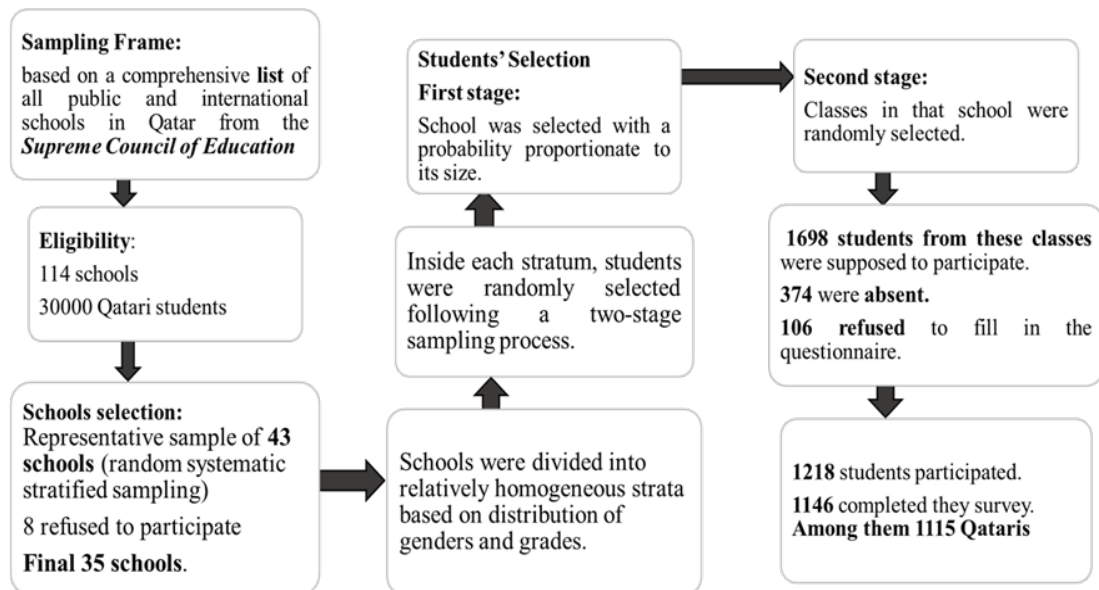 Sampling Frame:
based on a comprehensive list of
all public and international
schools in Qatar from the
Supreme Council of Education
Eligibility:
114 schools
30000 Qatari students
Schools selection:
Representative sample of 43
schools (random systematic
stratified sampling)
8 refused to participate
Final 35 schools.
Schools were divided into
relatively homogeneous strata
based on distribution of
genders and grades.
Inside each stratum, students
were randomly selected
following a two-stage
sampling process.
Students' Selection
First stage:
School was selected with a
probability proportionate to
its size.
Second stage:
Classes in that school were
randomly selected.
1698 students from these classes
were supposed to participate.
374 were absent.
106 refused to fill in the
questionnaire.
1218 students participated.
1146 completed they survey.
Among them 1115 Qataris